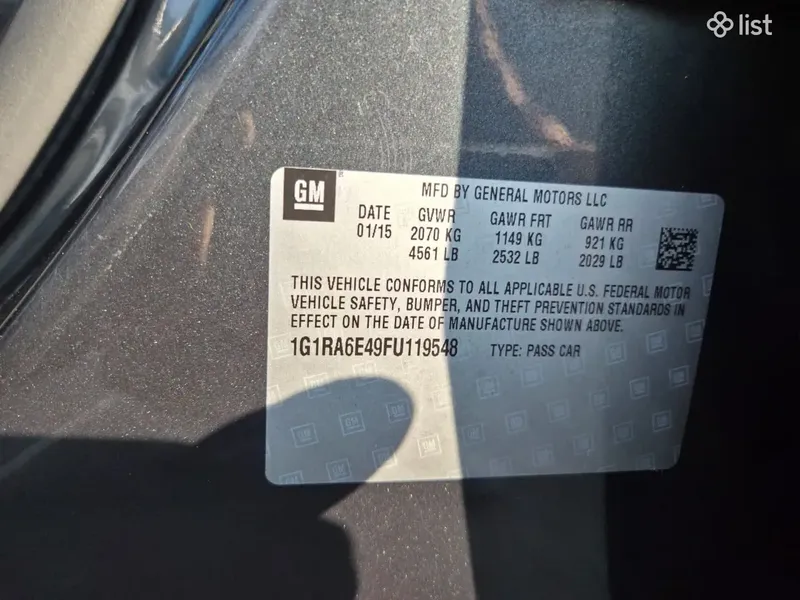 list
GM
MFD BY GENERAL MOTORS LLC
DATE GVWR GAWR FRT GAWR RR
01/15 2070 KG 1149 KG 921 KG
4561 LB 2532 LB 2029 LB
THIS VEHICLE CONFORMS TO ALL APPLICABLE U.S. FEDERAL MOTOR
VEHICLE SAFETY, BUMPER, AND THEFT PREVENTION STANDARDS IN
EFFECT ON THE DATE OF MANUFACTURE SHOWN ABOVE.
1G1RA6E49FU119548 TYPE: PASS CAR